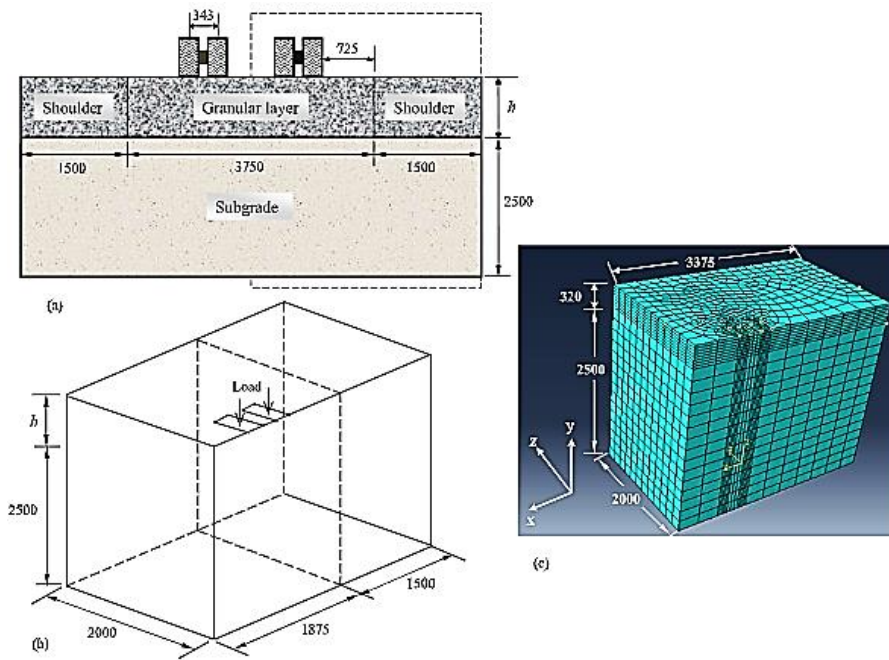 343
725
Shoulder
Granular layer
Shoulder
h
1500
3750
1500
Subgrade
2500
(a)
Load
h
2500
2000
1875
1500
(b)
3375
320
2500
2000
y
z
x
(c)